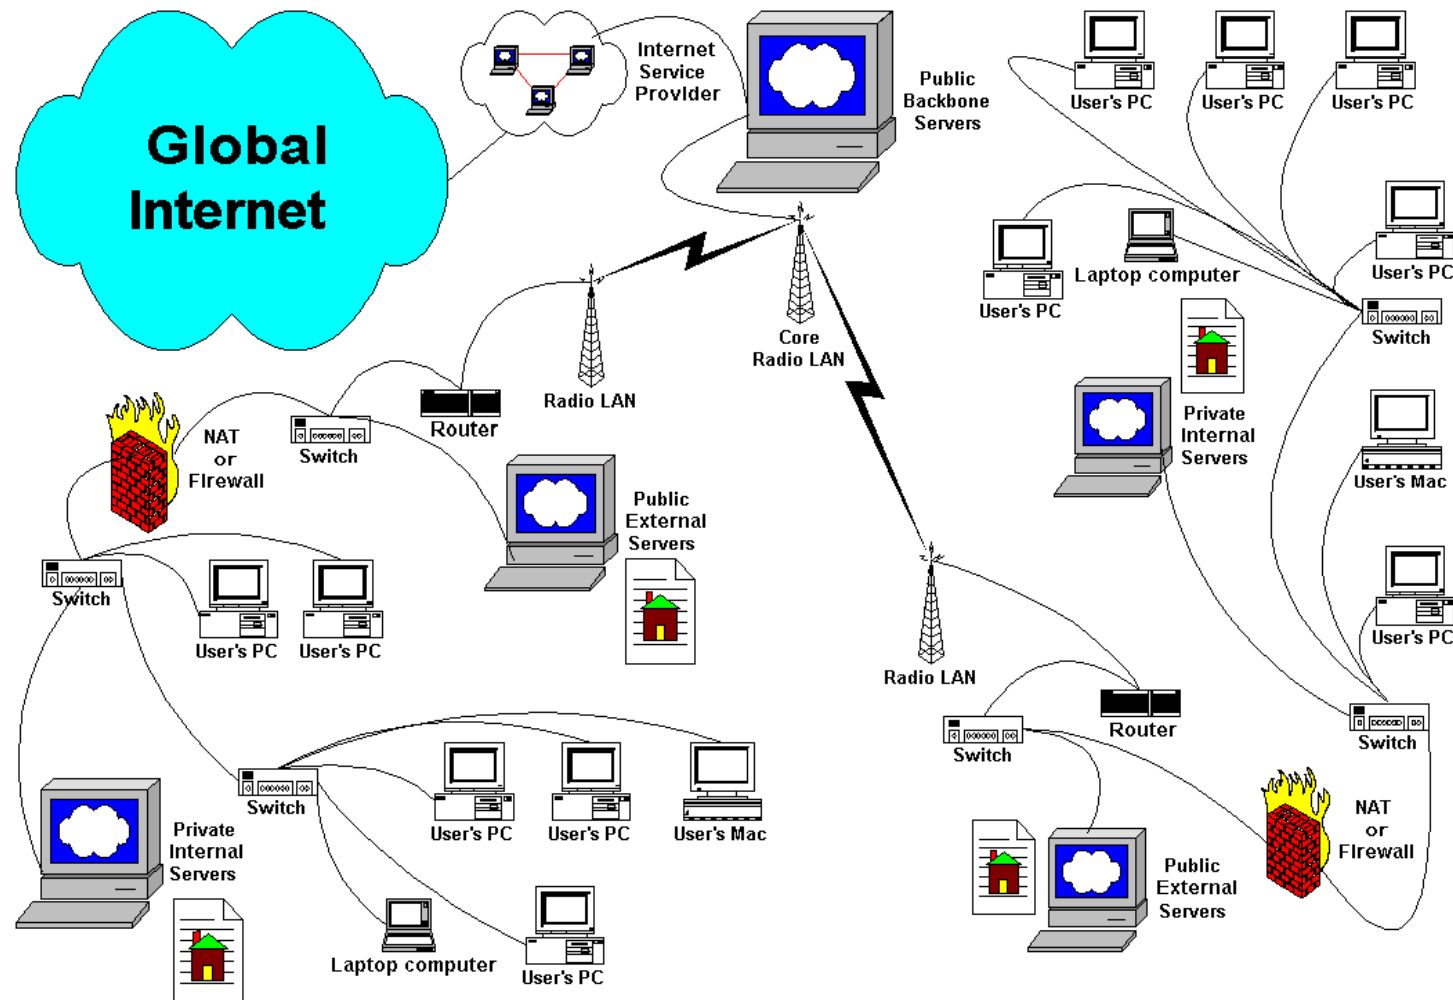 Global
Internet
Internet
Service
Provider
Public
Backbone
Servers
User's PC
User's PC
User's PC
User's PC
Laptop computer
User's PC
Switch
Core
Radio LAN
Radio LAN
Router
Switch
NAT
or
Firewall
Public
External
Servers
Switch
User's PC
User's PC
Private
Internal
Servers
User's Mac
User's PC
Radio LAN
Router
Switch
Switch
NAT
or
Firewall
Public
External
Servers
Switch
User's PC
User's PC
User's Mac
Private
Internal
Servers
Laptop computer
User's PC